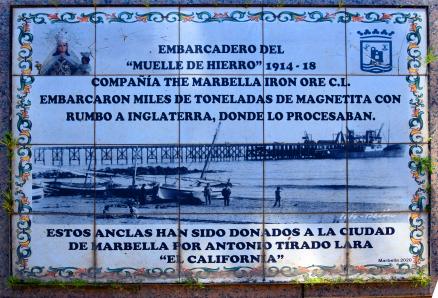 EMBARCADERO DEL
"MUELLE DE HIERRO" 1914 - 18
COMPAÑÍA THE MARBELLA IRON ORE C.L.
EMBARCARON MILES DE TONELADAS DE MAGNETITA CON
RUMBO A INGLATERRA, DONDE LO PROCESABAN.
ESTOS ANCLAS HAN SIDO DONADOS A LA CIUDAD
DE MARBELLA POR ANTONIO TIRADO LARA
"EL CALIFORNIA"
Marbella 2020